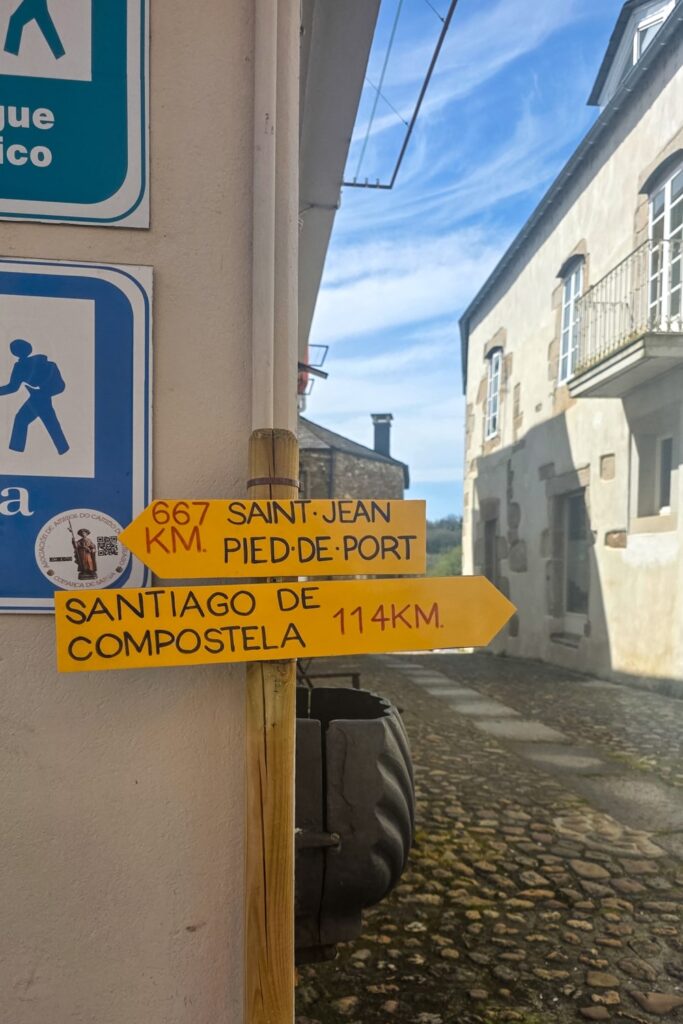 gue
ico
a
667 SAINT·JEAN
KM. PIED·DE·PORT
SANTIAGO DE
COMPOSTELA 114KM.